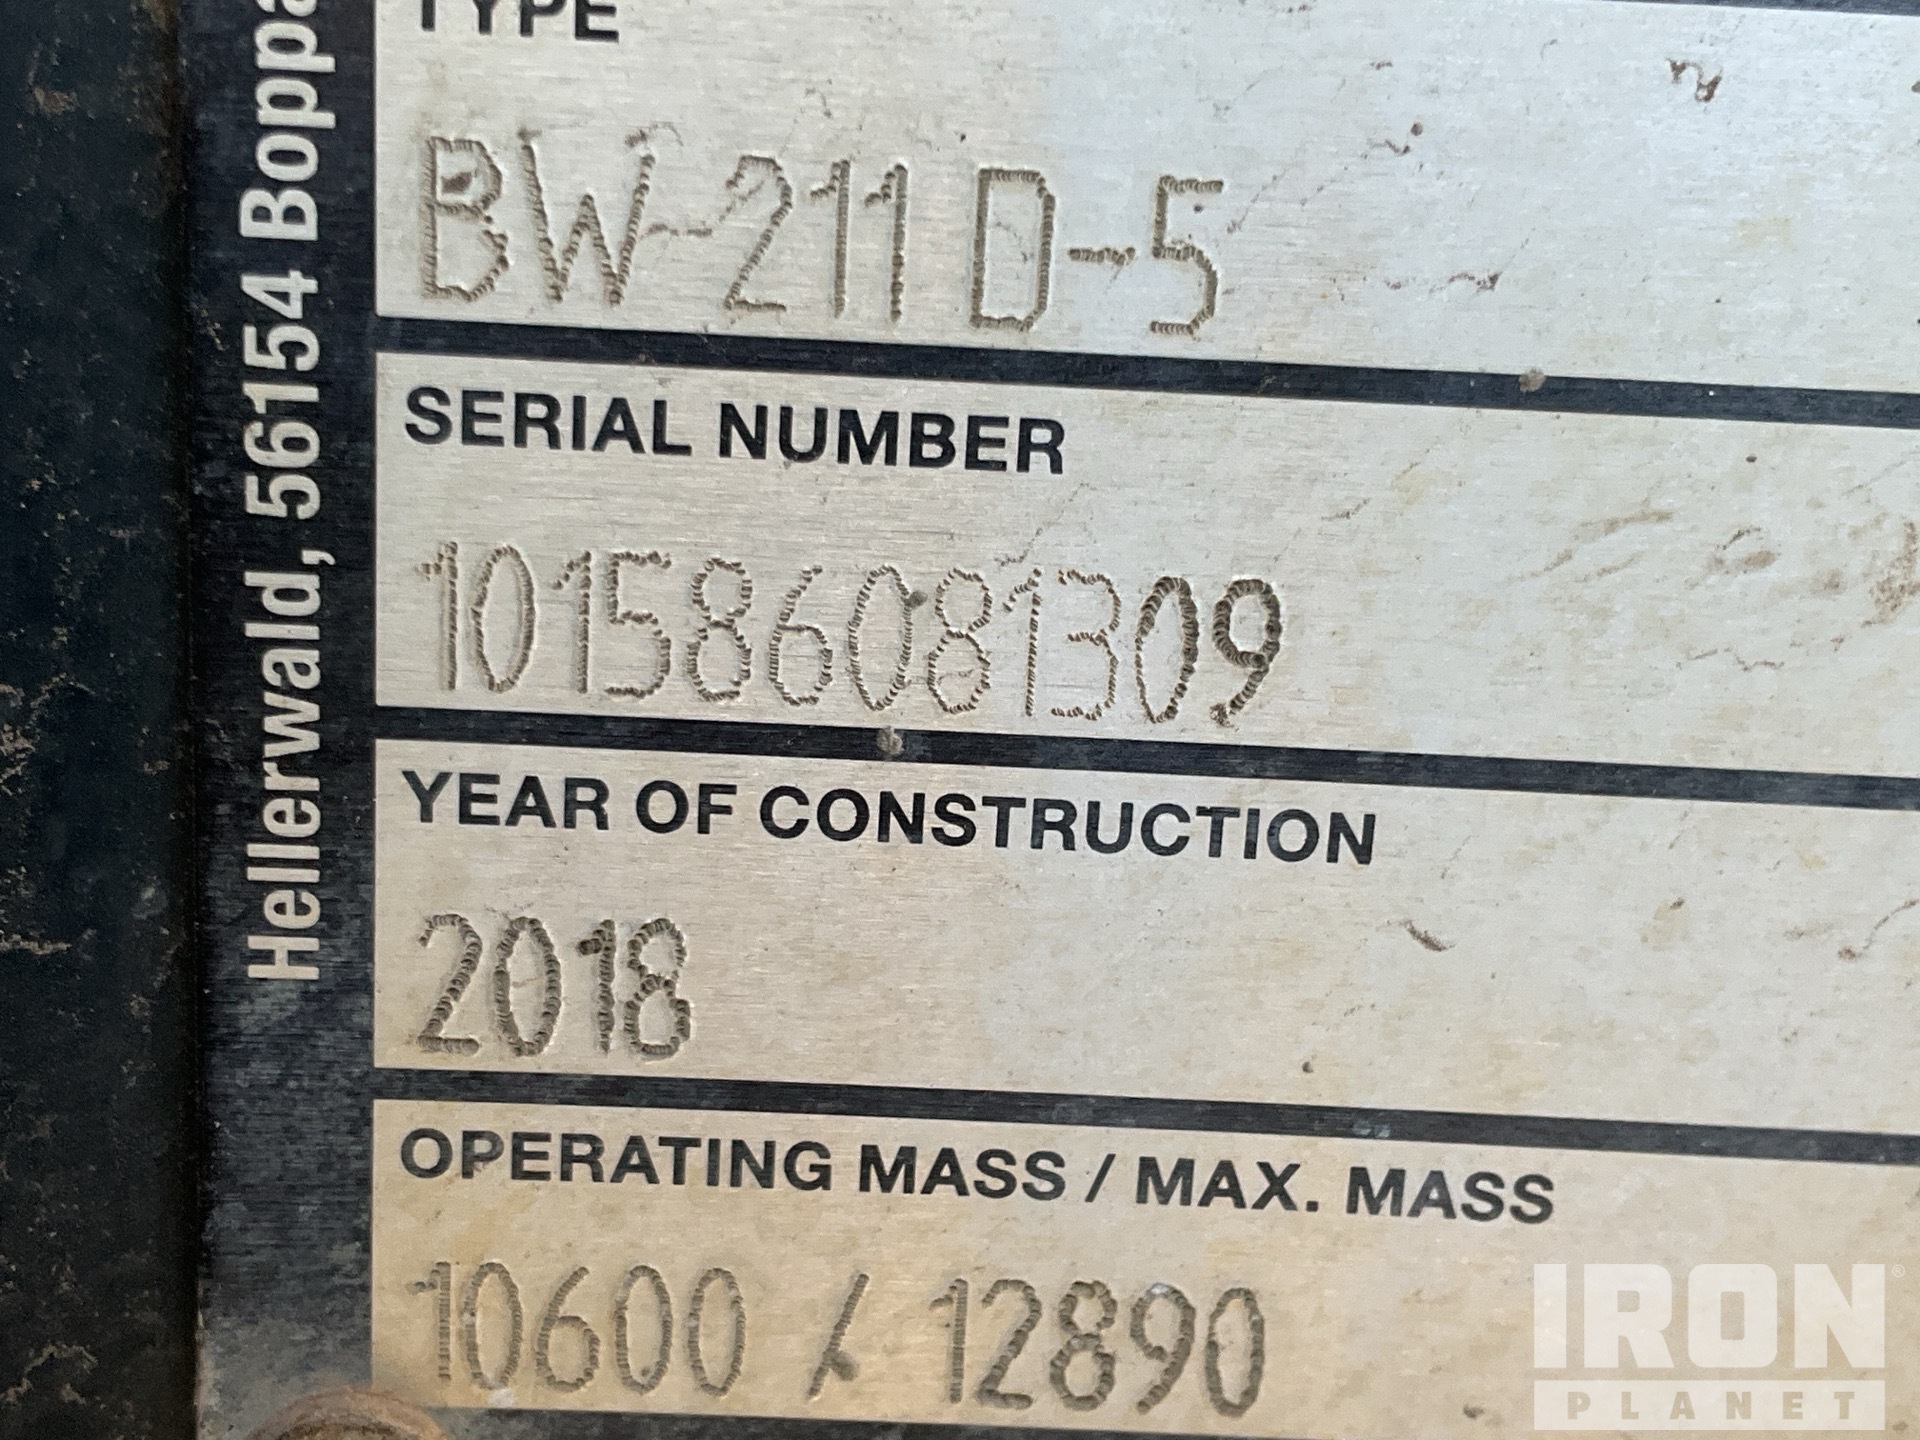 TYPE
BW 211 D-5
SERIAL NUMBER
101586081309
YEAR OF CONSTRUCTION
2018
OPERATING MASS / MAX. MASS
10600 / 12890
Hellerwald, 56154 Boppa
IRON®
PLANET